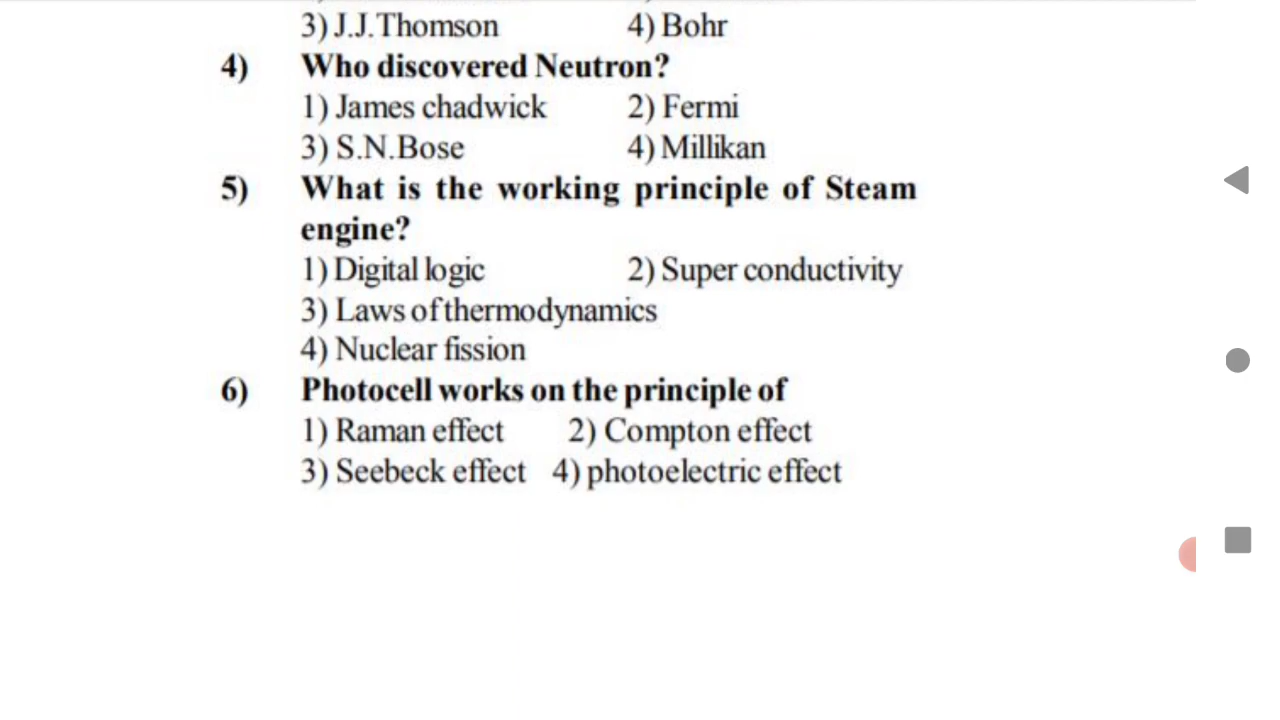 3) J.J.Thomson 4) Bohr
4) Who discovered Neutron?
1) James chadwick 2) Fermi
3) S.N.Bose 4) Millikan
5) What is the working principle of Steam
engine?
1) Digital logic 2) Super conductivity
3) Laws of thermodynamics
4) Nuclear fission
6) Photocell works on the principle of
1) Raman effect 2) Compton effect
3) Seebeck effect 4) photoelectric effect